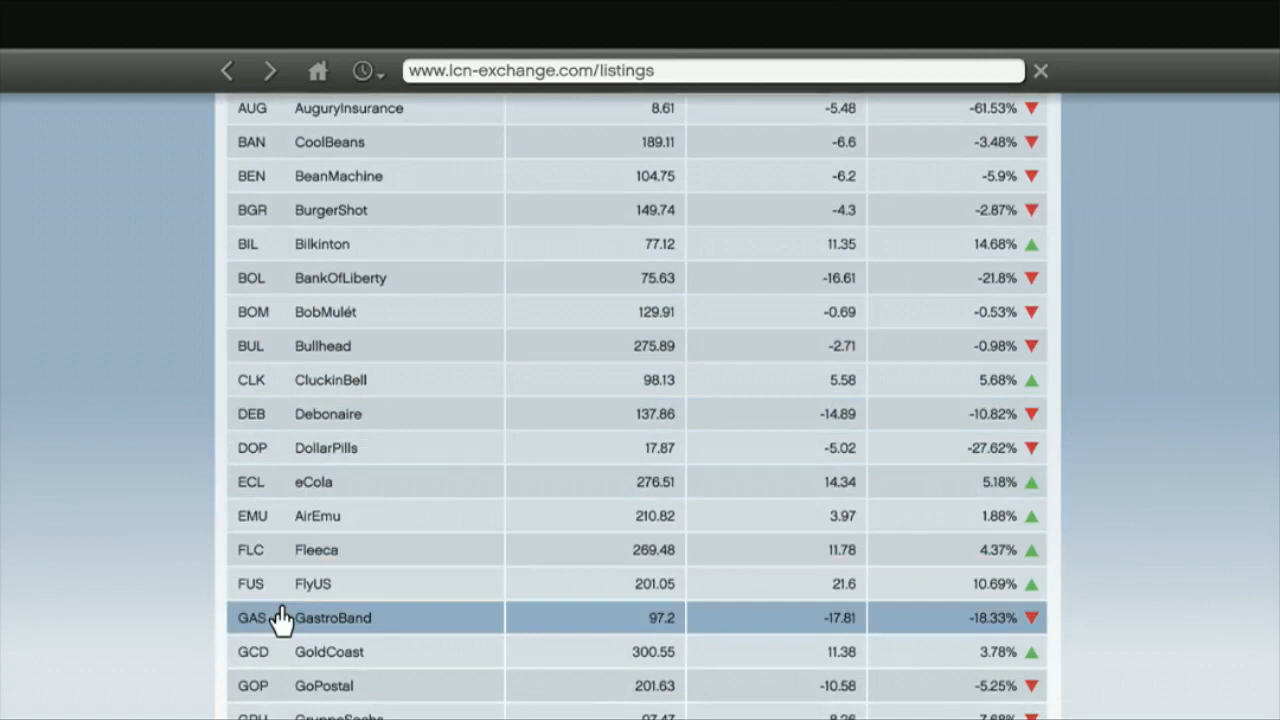 www.lcn-exchange.com/listings
AUG AuguryInsurance 8.61 -5.48 -61.53%
BAN CoolBeans 189.11 -6.6 -3.48%
BEN BeanMachine 104.75 -6.2 -5.9%
BGR BurgerShot 149.74 -4.3 -2.87%
BIL Bilkinton 77.12 11.35 14.68%
BOL BankOfLiberty 75.63 -16.61 -21.8%
BOM BobMulét 129.91 -0.69 -0.53%
BUL Bullhead 275.89 -2.71 -0.98%
CLK CluckinBell 98.13 5.58 5.68%
DEB Debonaire 137.86 -14.89 -10.82%
DOP DollarPills 17.87 -5.02 -27.62%
ECL eCola 276.51 14.34 5.18%
EMU AirEmu 210.82 3.97 1.88%
FLC Fleeca 269.48 11.78 4.37%
FUS FlyUS 201.05 21.6 10.69%
GAS GastroBand 97.2 -17.81 -18.33%
GCD GoldCoast 300.55 11.38 3.78%
GOP GoPostal 201.63 -10.58 -5.25%